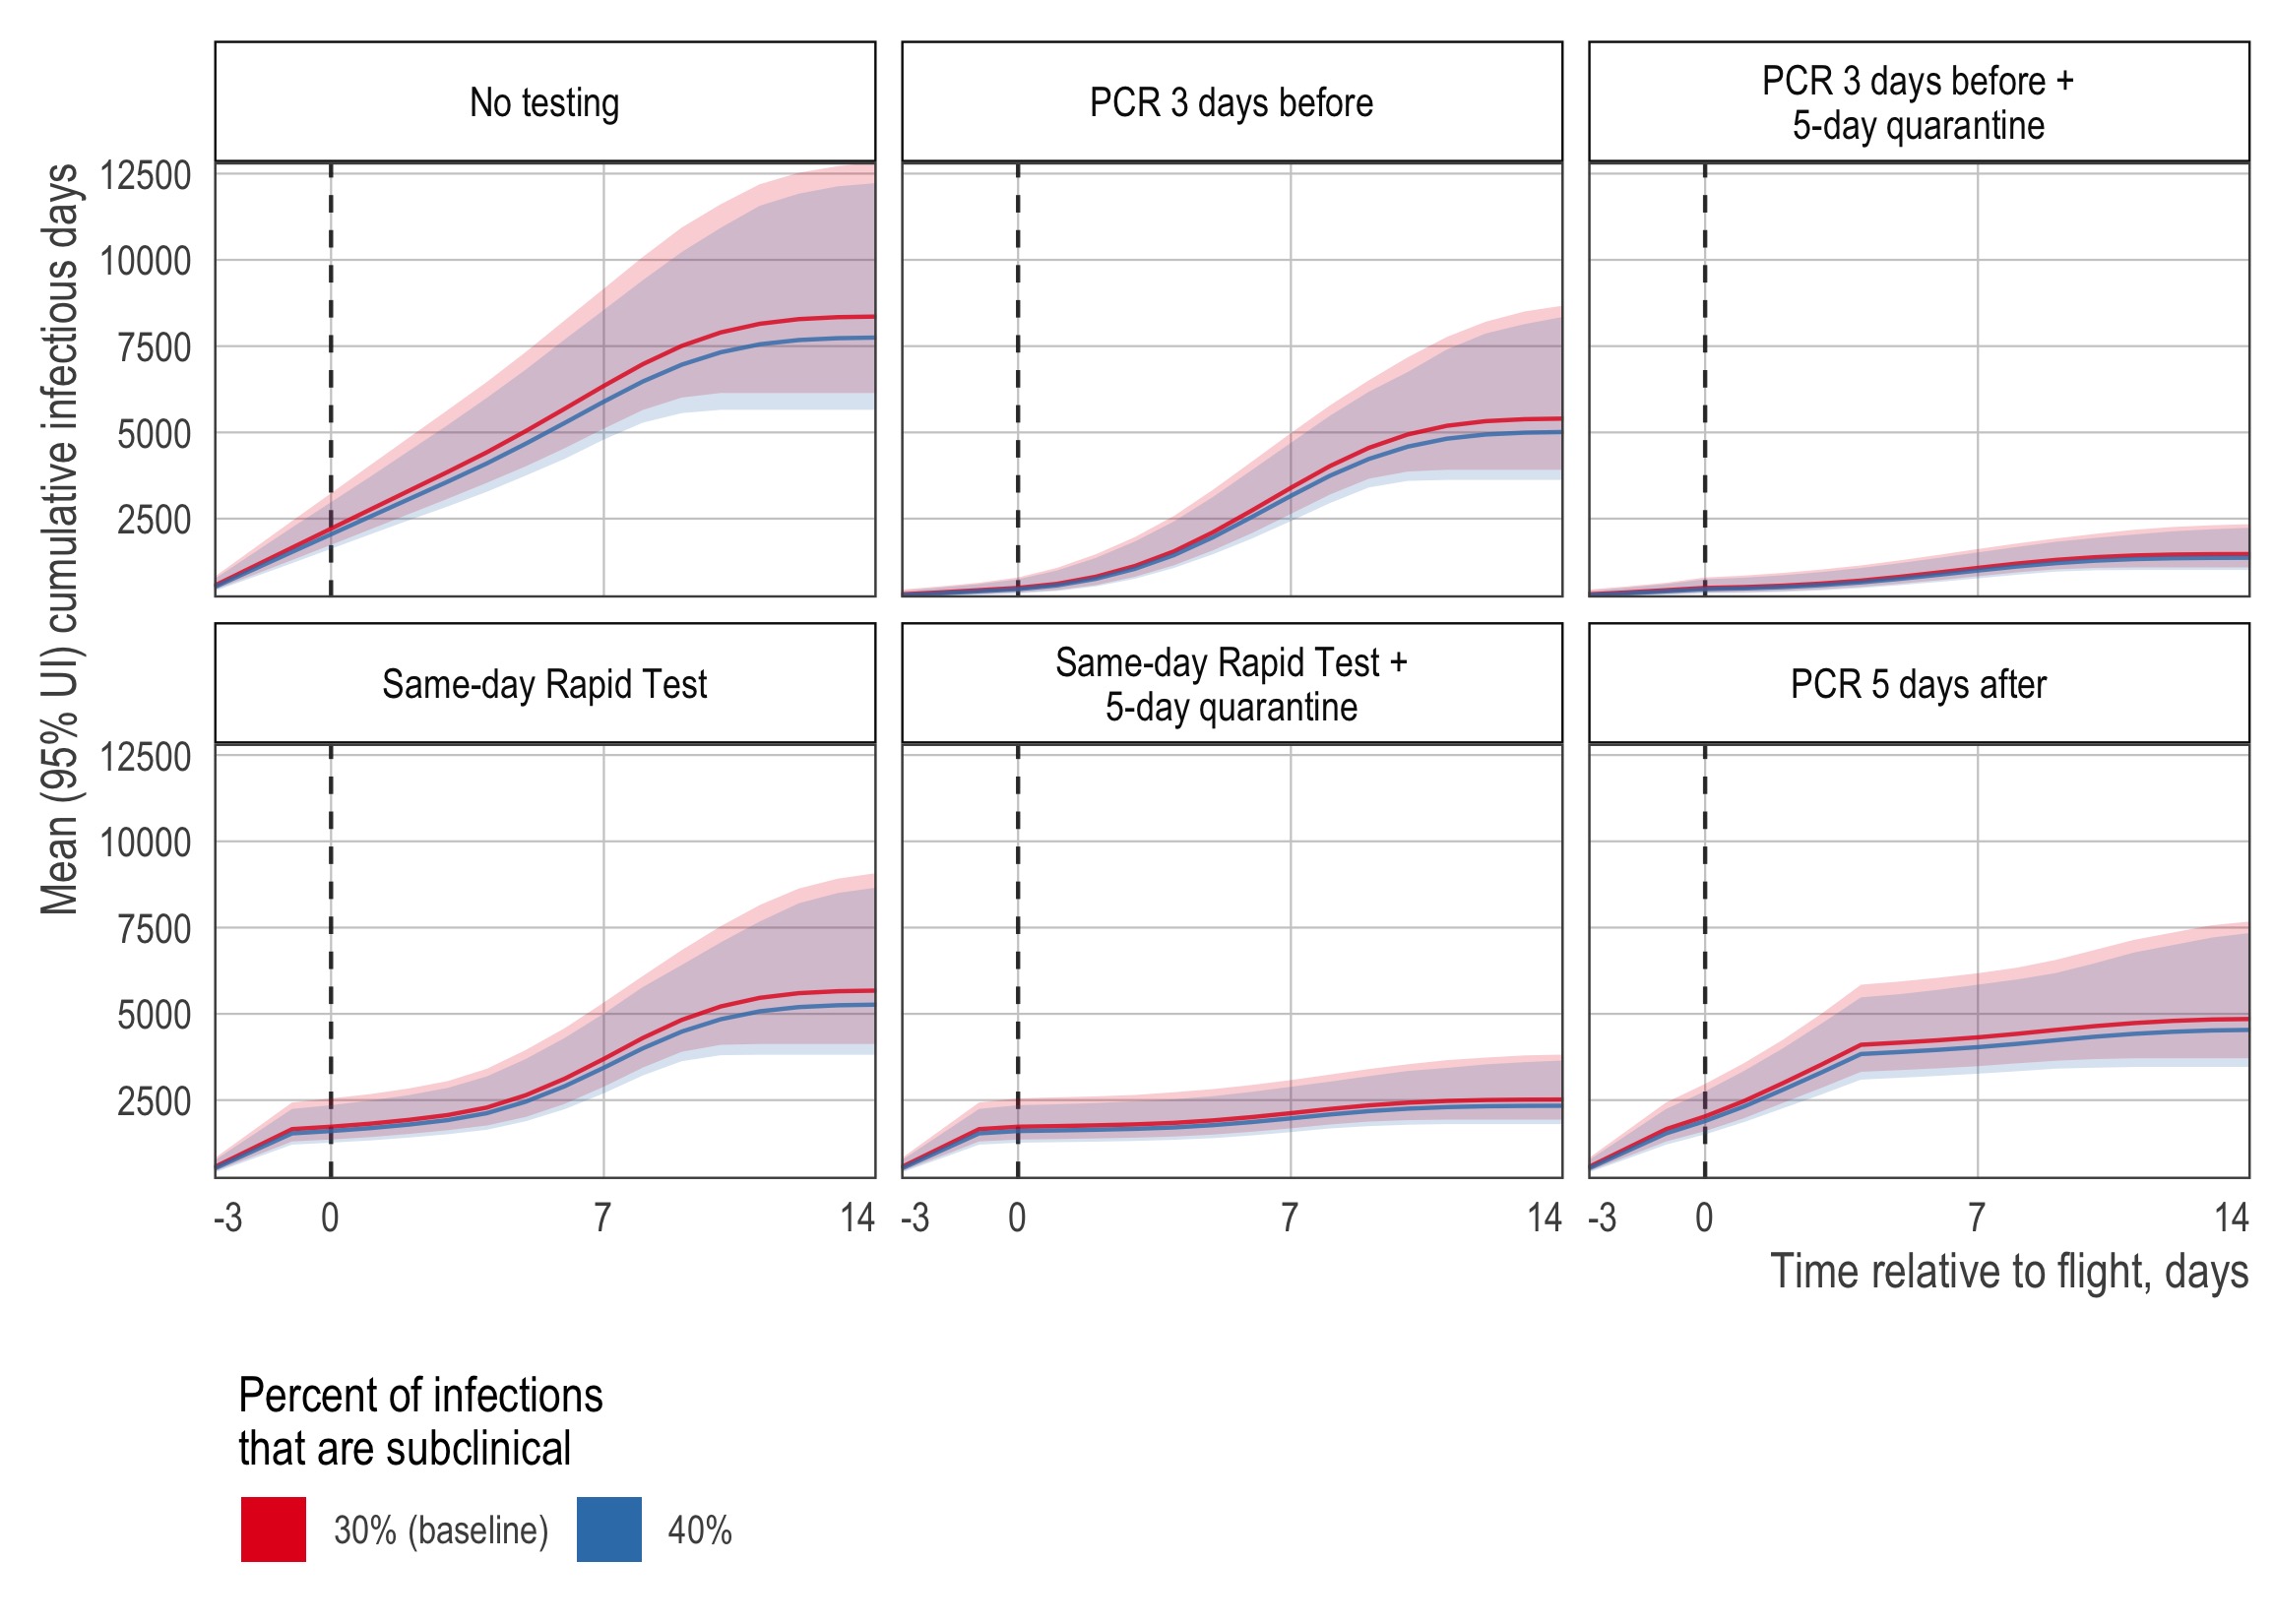 No testing
PCR 3 days before
PCR 3 days before +
5-day quarantine
Mean (95% UI) cumulative infectious days
12500
10000
7500
5000
2500
Same-day Rapid Test
Same-day Rapid Test +
5-day quarantine
PCR 5 days after
12500
10000
7500
5000
2500
-3 0 7 14 -3 0 7 14 -3 0 7 14
Time relative to flight, days
Percent of infections
that are subclinical
30% (baseline) 40%